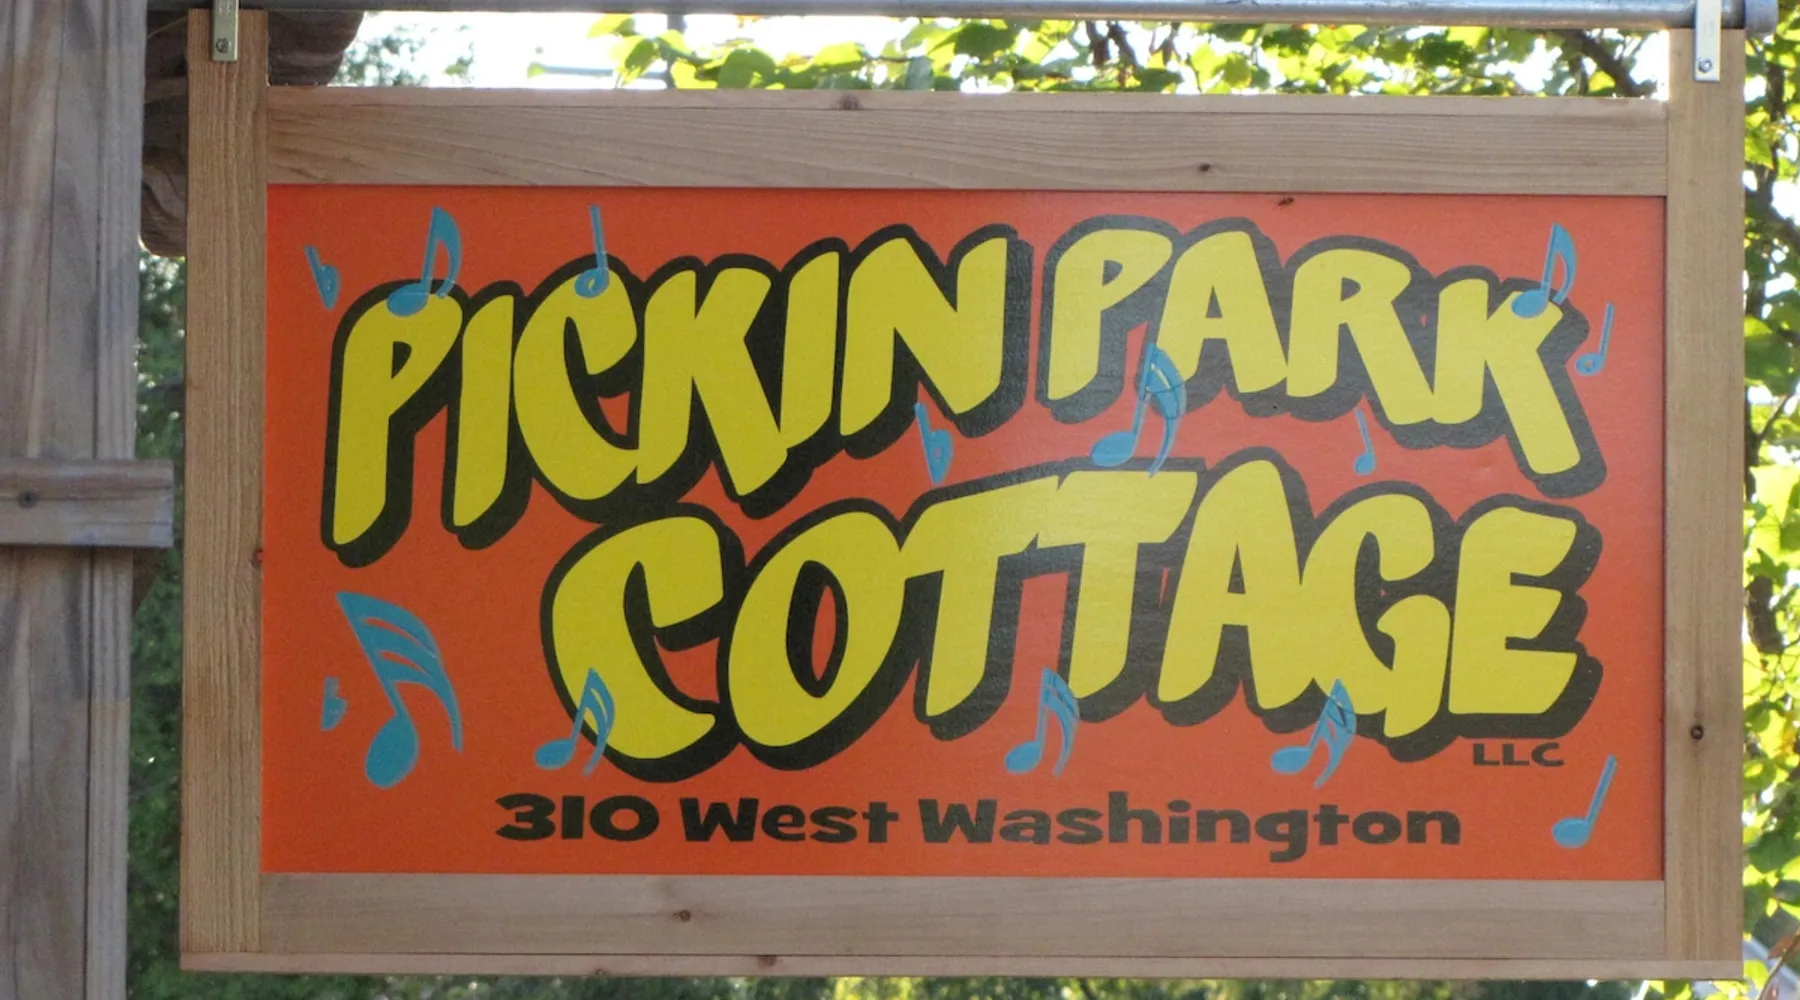 PICKIN PARK
COTTAGE
LLC
310 West Washington